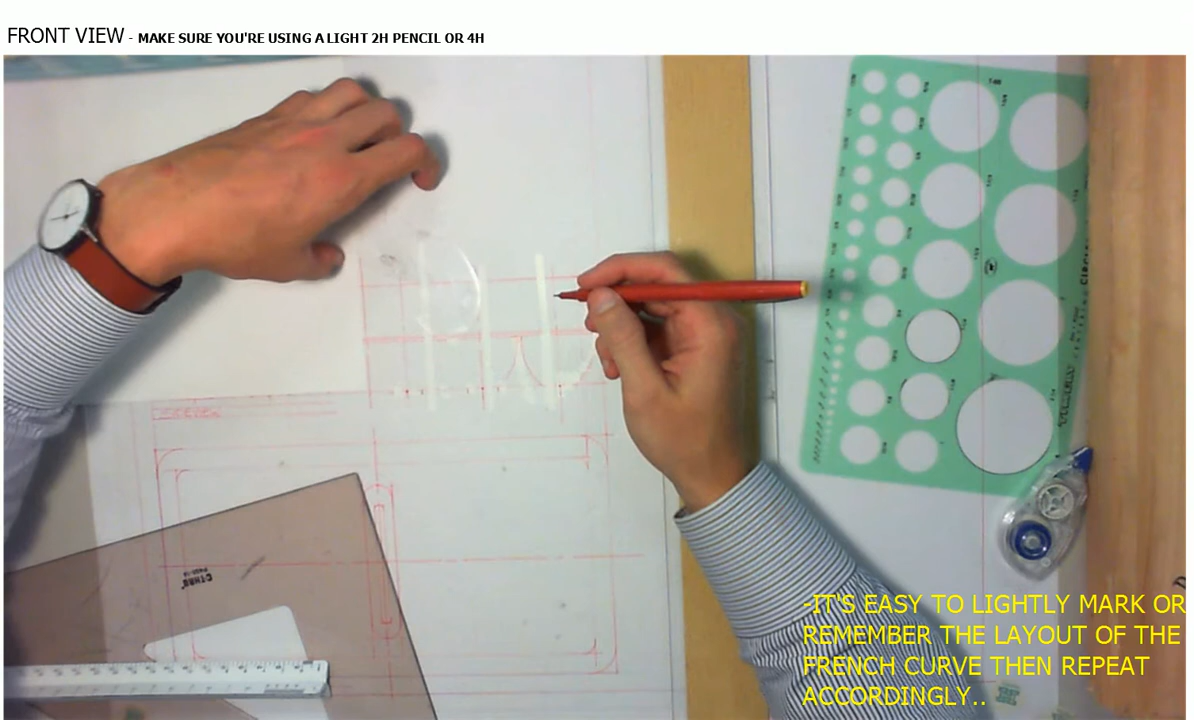 FRONT VIEW - MAKE SURE YOU'RE USING A LIGHT 2H PENCIL OR 4H
-IT'S EASY TO LIGHTLY MARK OR
REMEMBER THE LAYOUT OF THE
FRENCH CURVE THEN REPEAT
ACCORDINGLY..